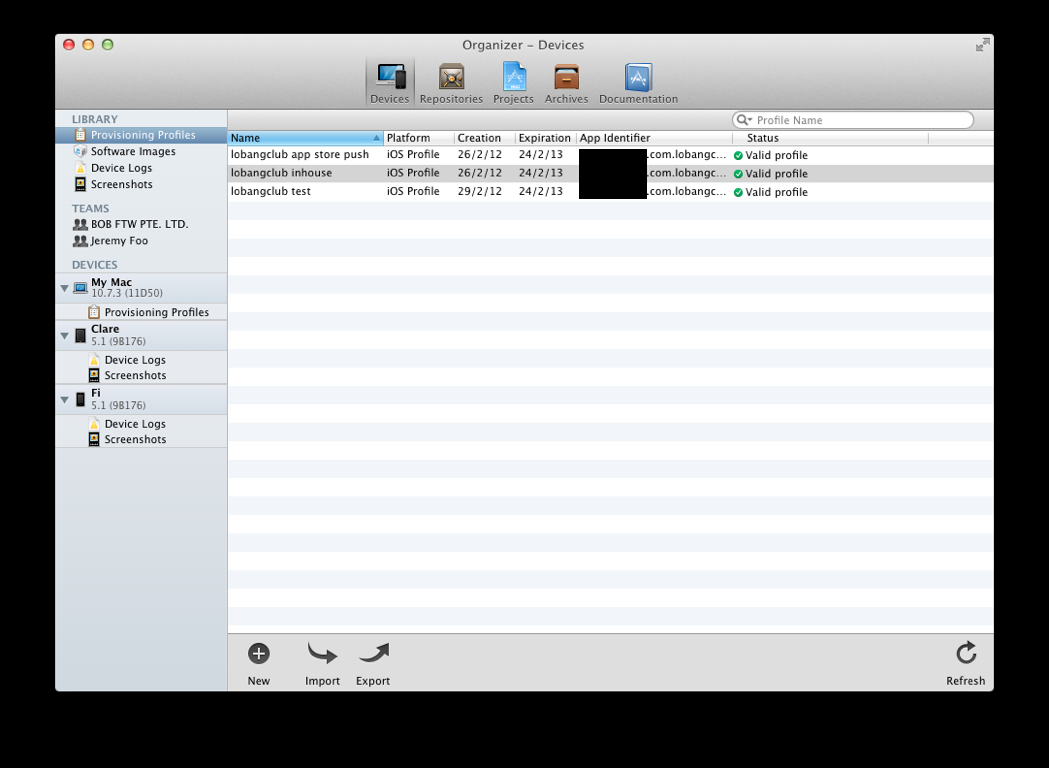 Organizer – Devices
Devices Repositories Projects Archives Documentation
Profile Name
LIBRARY
Provisioning Profiles
Software Images
Device Logs
Screenshots
TEAMS
BOB FTW PTE. LTD.
Jeremy Foo
DEVICES
My Mac
10.7.3 (11D50)
Provisioning Profiles
Clare
5.1 (9B176)
Device Logs
Screenshots
Fi
5.1 (9B176)
Device Logs
Screenshots
Name Platform Creation Expiration App Identifier Status
lobangclub app store push iOS Profile 26/2/12 24/2/13 .com.lobangc... Valid profile
lobangclub inhouse iOS Profile 26/2/12 24/2/13 .com.lobangc... Valid profile
lobangclub test iOS Profile 29/2/12 24/2/13 .com.lobangc... Valid profile
New Import Export Refresh